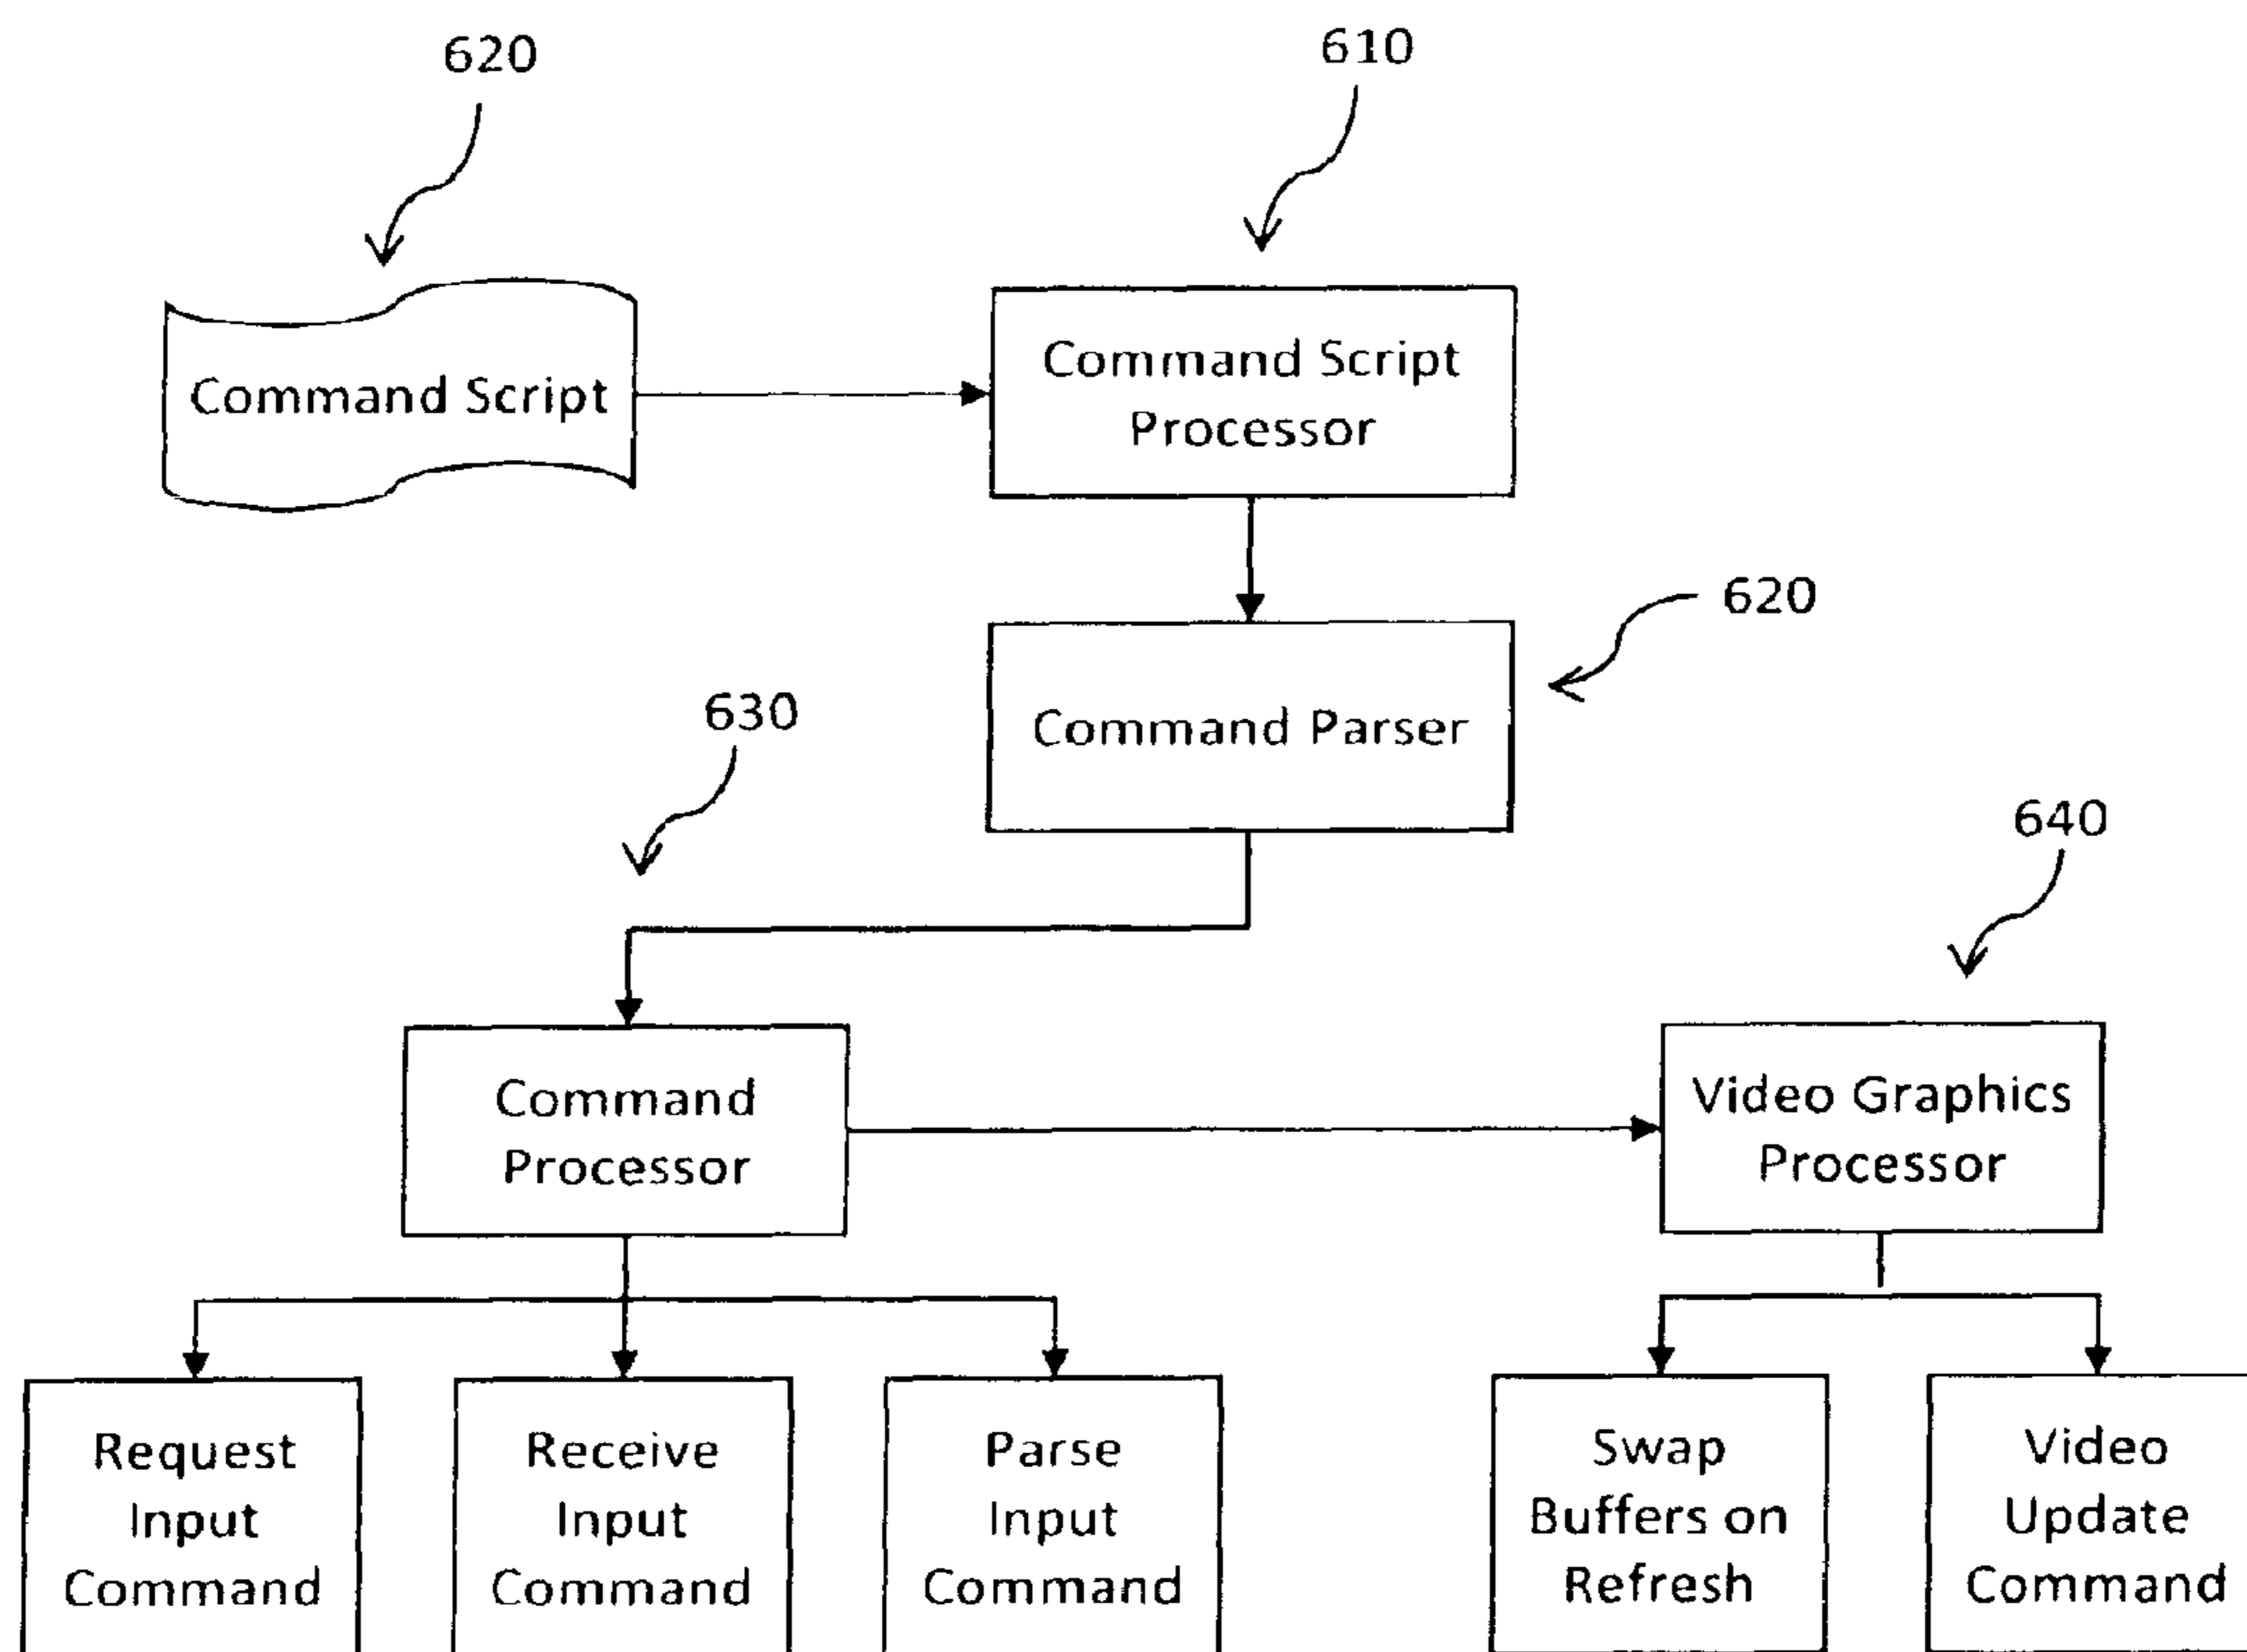 620
610
Command Script
Command Script
Processor
620
Command Parser
630
640
Command
Processor
Video Graphics
Processor
Request
Input
Command
Receive
Input
Command
Parse
Input
Command
Swap
Buffers on
Refresh
Video
Update
Command